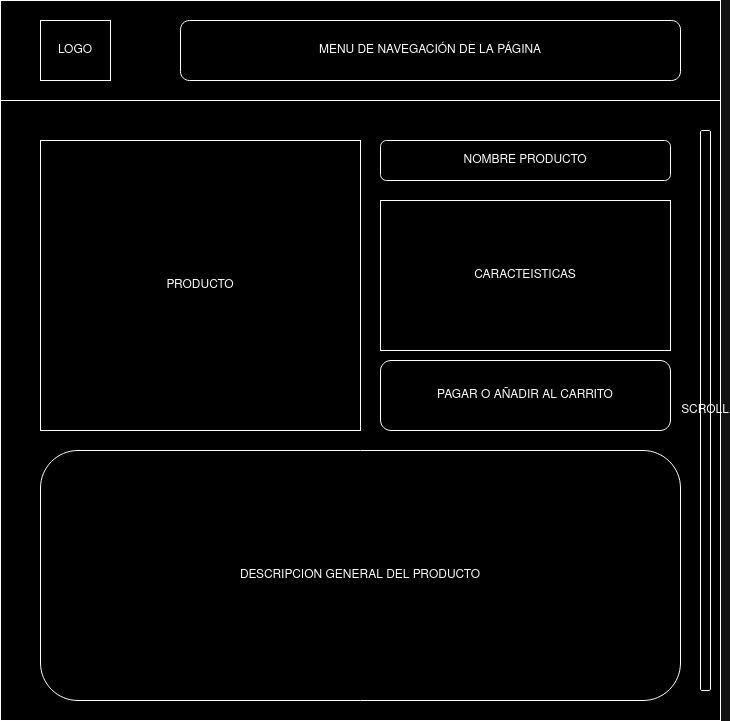 LOGO
MENU DE NAVEGACIÓN DE LA PÁGINA
NOMBRE PRODUCTO
PRODUCTO
CARACTEISTICAS
PAGAR O AÑADIR AL CARRITO
SCROLL
DESCRIPCION GENERAL DEL PRODUCTO